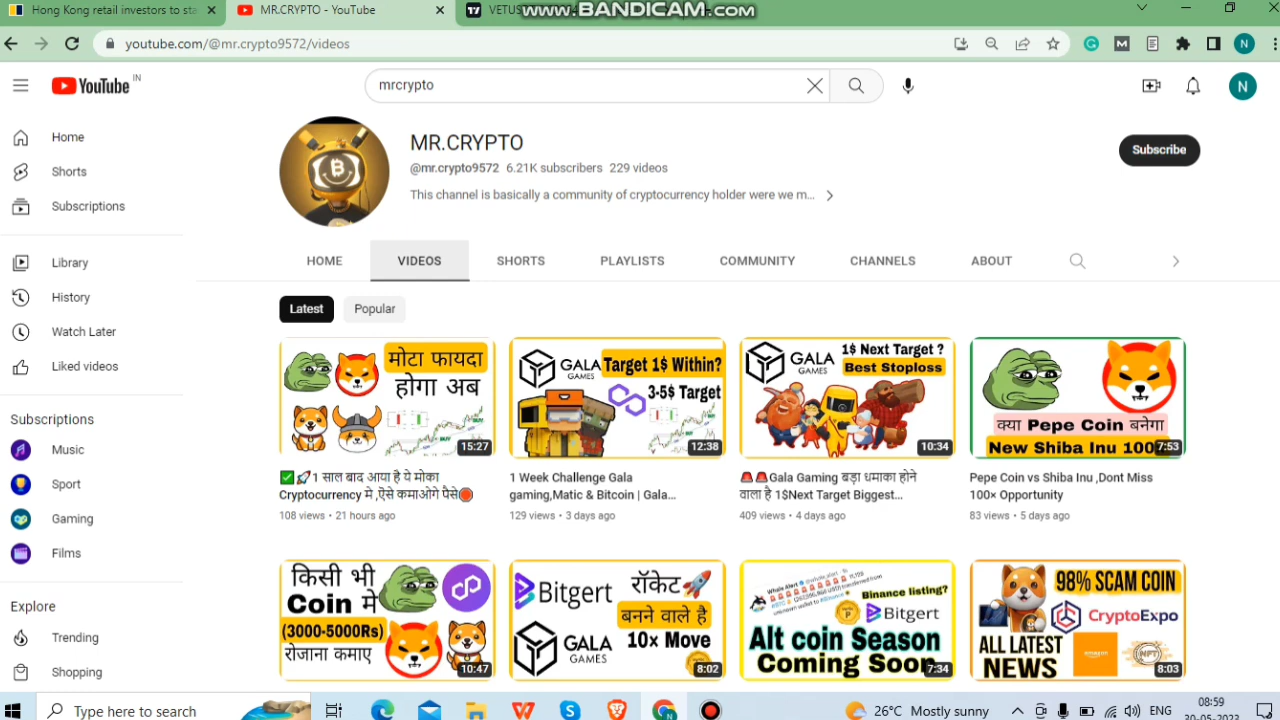 Hong Kong retail investors to sta
MR.CRYPTO - YouTube
VETUS
www.BANDICAM.com
youtube.com/@mr.crypto9572/videos
YouTube IN
mrcrypto
N
Home
Shorts
Subscriptions
Library
History
Watch Later
Liked videos
Subscriptions
Music
Sport
Gaming
Films
Explore
Trending
Shopping
MR.CRYPTO
@mr.crypto9572 6.21K subscribers 229 videos
This channel is basically a community of cryptocurrency holder were we m...
Subscribe
HOME
VIDEOS
SHORTS
PLAYLISTS
COMMUNITY
CHANNELS
ABOUT
Latest
Popular
मोटा फायदा
होगा अब
15:27
✅🚀1 साल बाद आया है ये मोका
Cryptocurrency मे ,ऐसे कमाओगे पैसे🔴
108 views • 21 hours ago
GALA
GAMES
Target 1$ Within?
3-5$ Target
12:38
1 Week Challenge Gala
gaming,Matic & Bitcoin | Gala...
129 views • 3 days ago
GALA
GAMES
1$ Next Target ?
Best Stoploss
10:34
🚨🚨Gala Gaming बड़ा धमाका होने
वाला है 1$Next Target Biggest...
409 views • 4 days ago
क्या Pepe Coin बनेगा
New Shiba Inu 100
7:53
Pepe Coin vs Shiba Inu ,Dont Miss
100× Opportunity
83 views • 5 days ago
किसी भी
Coin मे
(3000-5000Rs)
रोजाना कमाए
10:47
Bitgert
GALA
GAMES
रॉकेट🚀
बनने वाले है
10× Move
8:02
Binance listing?
Bitgert
Alt coin Season
Coming Soon
7:34
98% SCAM COIN
CryptoExpo
ALL LATEST
NEWS
amazon
NFT
8:03
Type here to search
26°C Mostly sunny
ENG
08:59